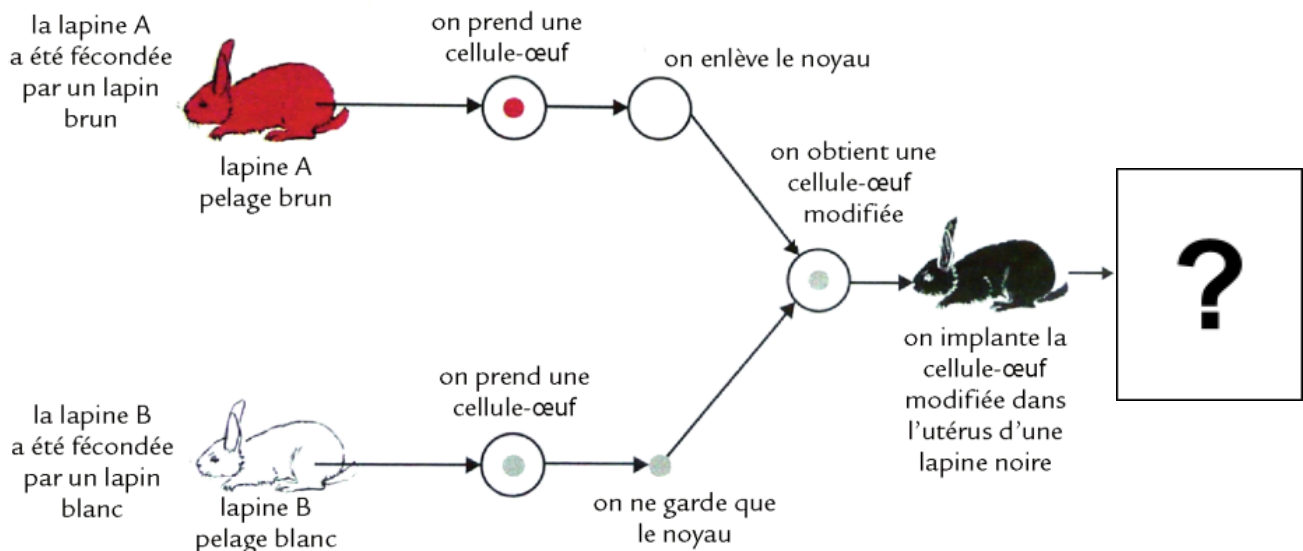 la lapine A
a été fécondée
par un lapin
brun
lapine A
pelage brun
on prend une
cellule-œuf
on enlève le noyau
on obtient une
cellule-œuf
modifiée
?
on implante la
cellule-œuf
modifiée dans
l’utérus d’une
lapine noire
la lapine B
a été fécondée
par un lapin
blanc
lapine B
pelage blanc
on prend une
cellule-œuf
on ne garde que
le noyau